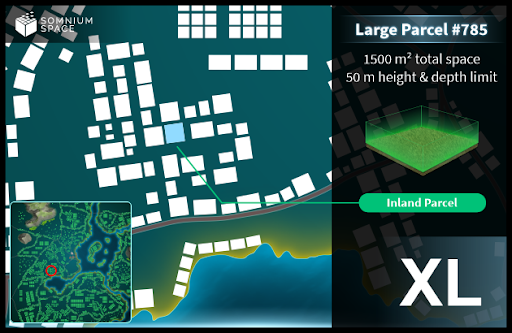 SOMNIUM
SPACE
Large Parcel #785
1500 m² total space
50 m height & depth limit
Inland Parcel
XL